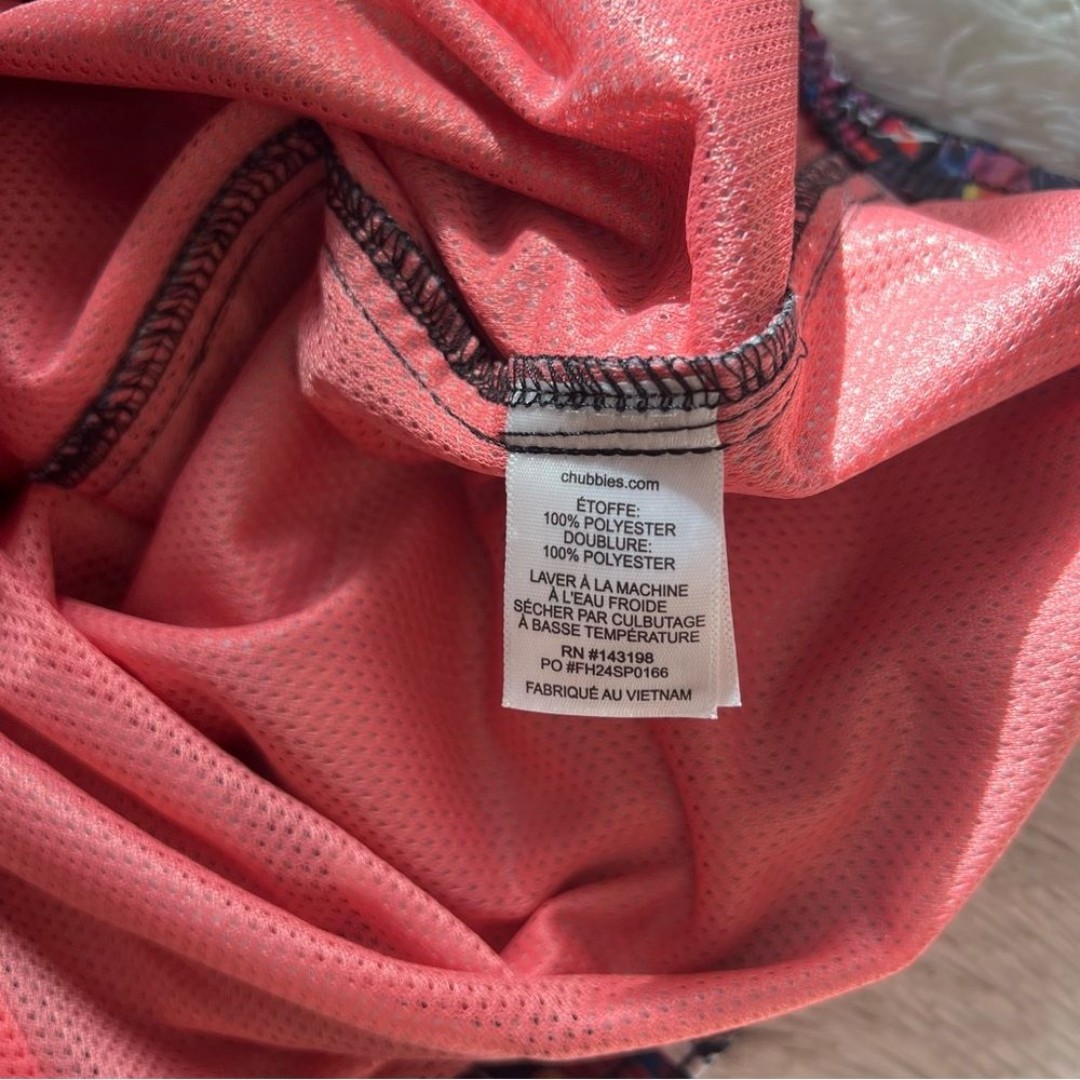 chubbies.com
ÉTOFFE:
100% POLYESTER
DOUBLURE:
100% POLYESTER
LAVER À LA MACHINE
À L'EAU FROIDE
SÉCHER PAR CULBUTAGE
À BASSE TEMPÉRATURE
RN #143198
PO #FH24SP0166
FABRIQUÉ AU VIETNAM